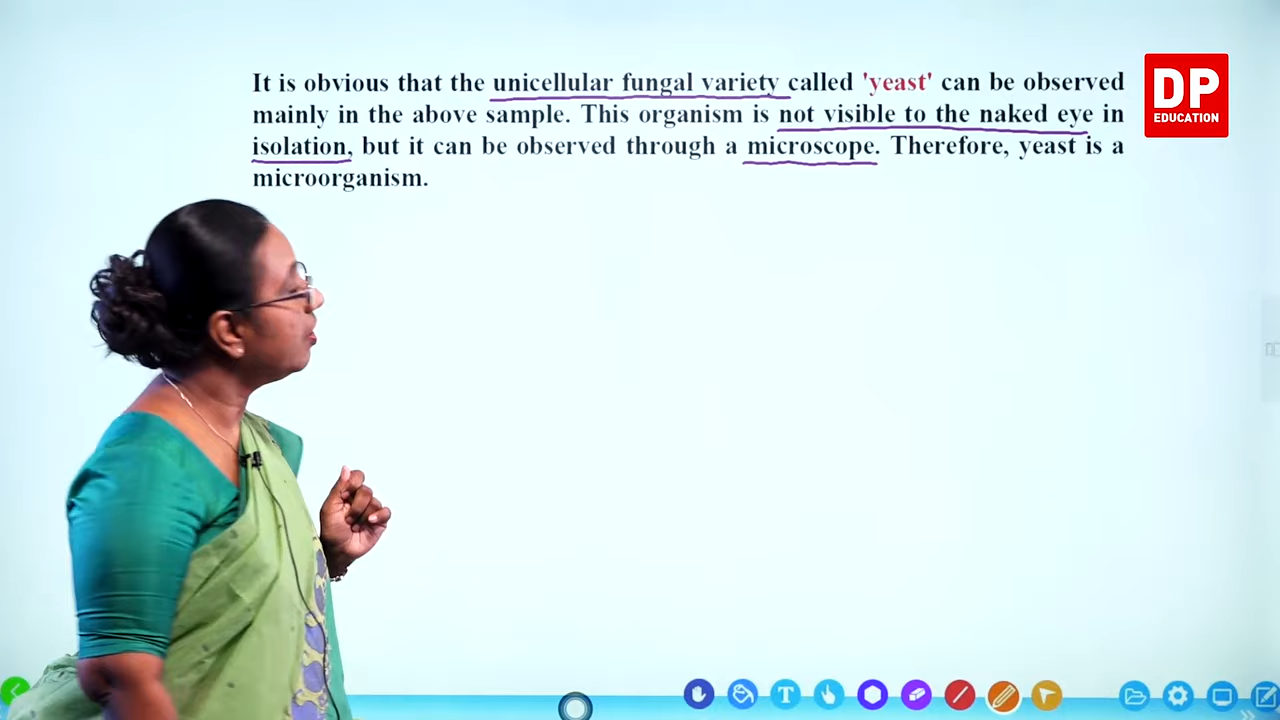 It is obvious that the unicellular fungal variety called 'yeast' can be observed
mainly in the above sample. This organism is not visible to the naked eye in
isolation, but it can be observed through a microscope. Therefore, yeast is a
microorganism.
DP
EDUCATION